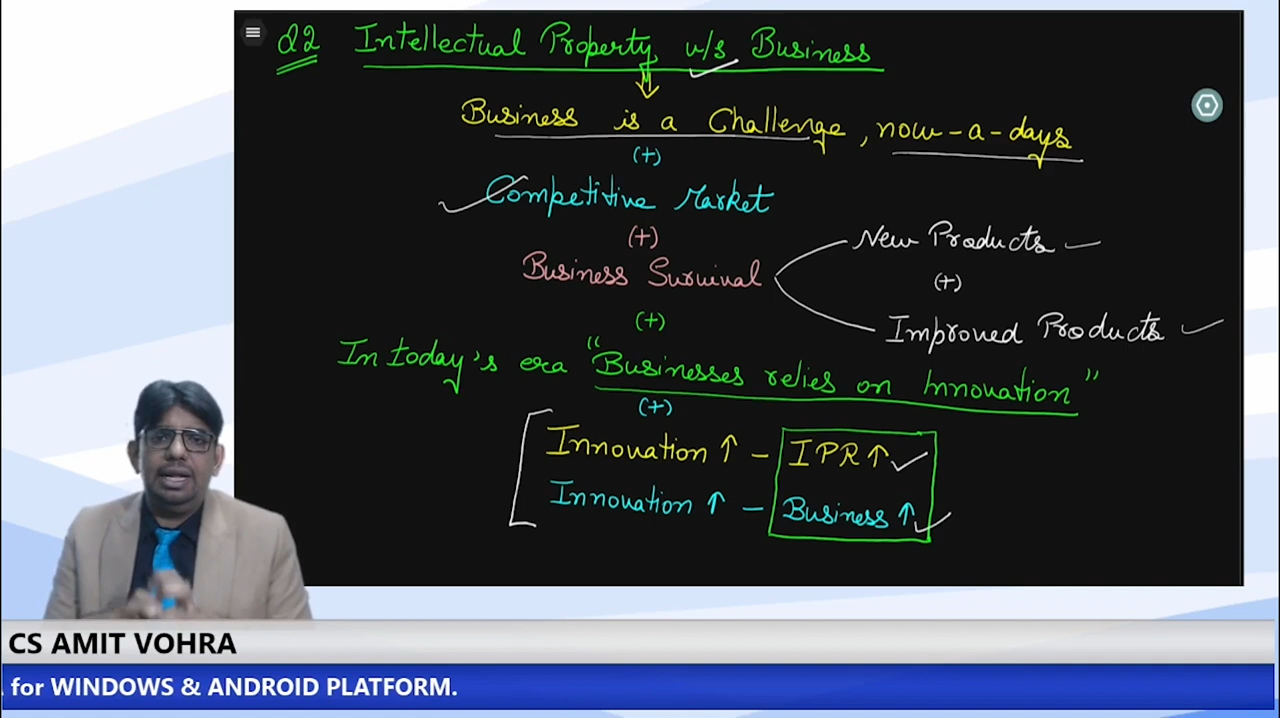 Q2 Intellectual Property v/s Business
Business is a Challenge, now-a-days
(+)
Competitive Market
(+)
Business Survival
New Products
(+)
Improved Products
(+)
In today's era "Businesses relies on Innovation"
(+)
Innovation ↑ – IPR ↑
Innovation ↑ – Business ↑
CS AMIT VOHRA
for WINDOWS & ANDROID PLATFORM.